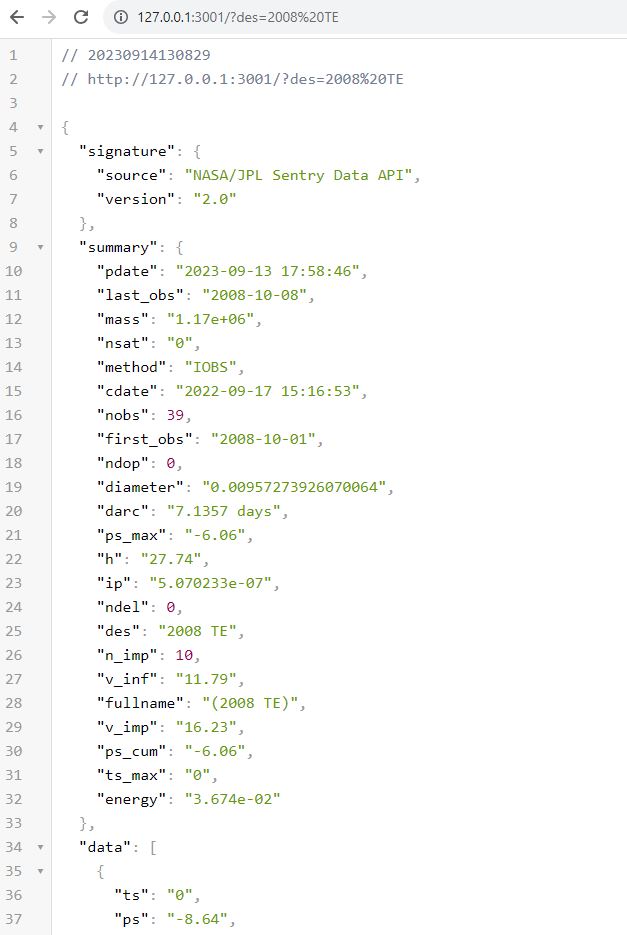 127.0.0.1:3001/?des=2008%20TE
1 // 20230914130829
2 // http://127.0.0.1:3001/?des=2008%20TE
3
4 {
5 "signature": {
6 "source": "NASA/JPL Sentry Data API",
7 "version": "2.0"
8 },
9 "summary": {
10 "pdate": "2023-09-13 17:58:46",
11 "last_obs": "2008-10-08",
12 "mass": "1.17e+06",
13 "nsat": "0",
14 "method": "IOBS",
15 "cdate": "2022-09-17 15:16:53",
16 "nobs": 39,
17 "first_obs": "2008-10-01",
18 "ndop": 0,
19 "diameter": "0.00957273926070064",
20 "darc": "7.1357 days",
21 "ps_max": "-6.06",
22 "h": "27.74",
23 "ip": "5.070233e-07",
24 "ndel": 0,
25 "des": "2008 TE",
26 "n_imp": 10,
27 "v_inf": "11.79",
28 "fullname": "(2008 TE)",
29 "v_imp": "16.23",
30 "ps_cum": "-6.06",
31 "ts_max": "0",
32 "energy": "3.674e-02"
33 },
34 "data": [
35 {
36 "ts": "0",
37 "ps": "-8.64",